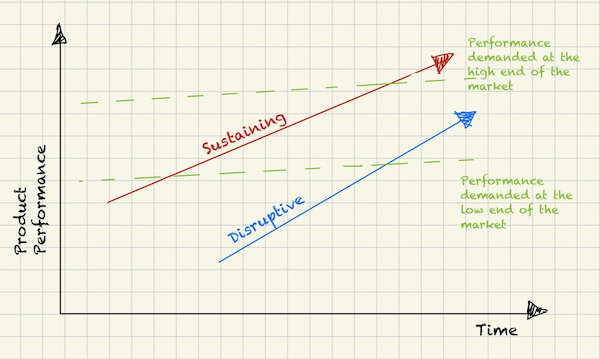 Performance
demanded at the
high end of the
market
Sustaining
Disruptive
Performance
demanded at the
low end of the
market
Product
Performance
Time